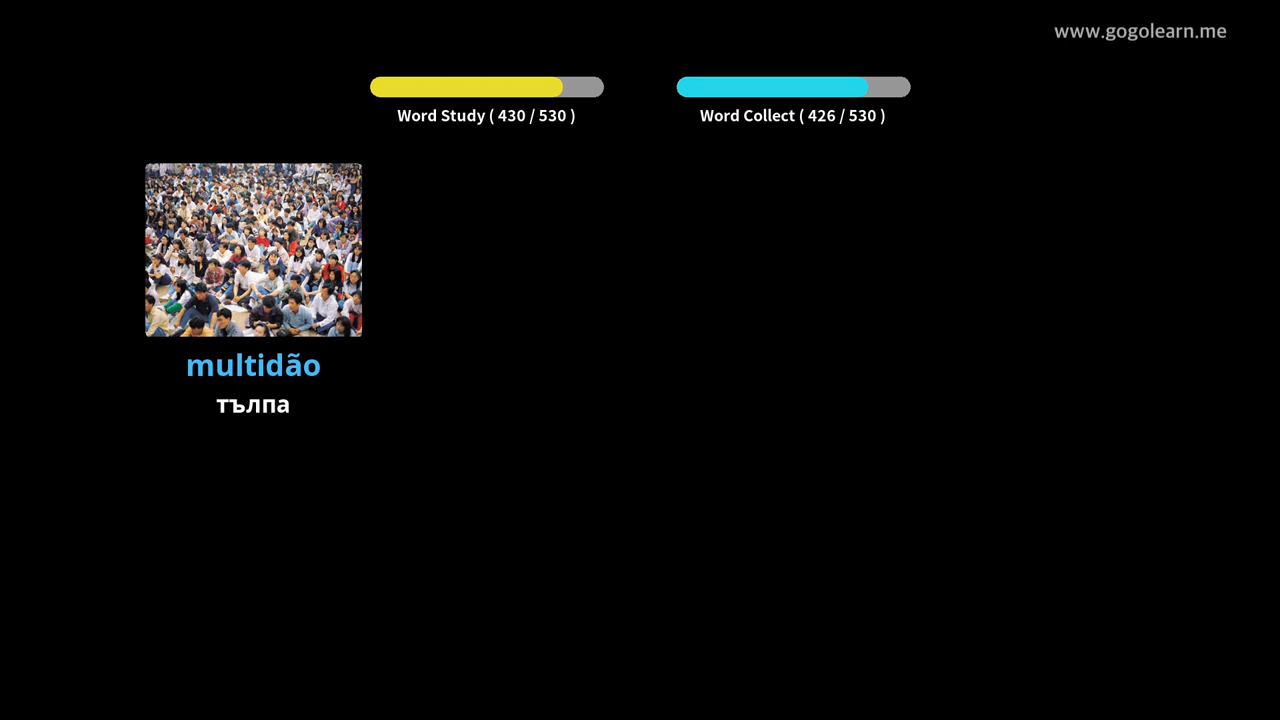 www.gogolearn.me
Word Study ( 430 / 530 )
Word Collect ( 426 / 530 )
multidão
тълпа